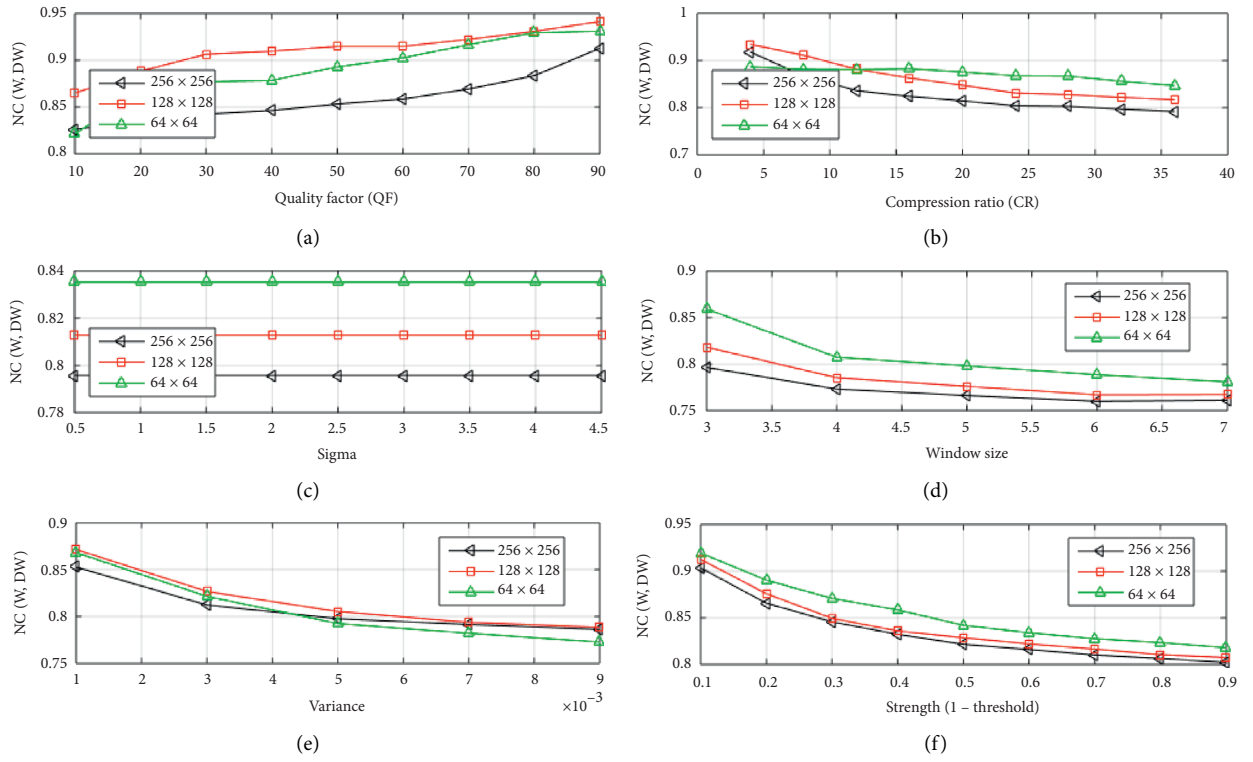 0.95
0.9
0.85
0.8
NC (W, DW)
256 × 256
128 × 128
64 × 64
10 20 30 40 50 60 70 80 90
Quality factor (QF)
(a)
1
0.9
0.8
0.7
NC (W, DW)
256 × 256
128 × 128
64 × 64
0 5 10 15 20 25 30 35 40
Compression ratio (CR)
(b)
0.84
0.82
0.8
0.78
NC (W, DW)
256 × 256
128 × 128
64 × 64
0.5 1 1.5 2 2.5 3 3.5 4 4.5
Sigma
(c)
0.9
0.85
0.8
0.75
NC (W, DW)
256 × 256
128 × 128
64 × 64
3 3.5 4 4.5 5 5.5 6 6.5 7
Window size
(d)
0.9
0.85
0.8
0.75
NC (W, DW)
256 × 256
128 × 128
64 × 64
1 2 3 4 5 6 7 8 9
Variance ×10⁻³
(e)
0.95
0.9
0.85
0.8
NC (W, DW)
256 × 256
128 × 128
64 × 64
0.1 0.2 0.3 0.4 0.5 0.6 0.7 0.8 0.9
Strength (1 – threshold)
(f)